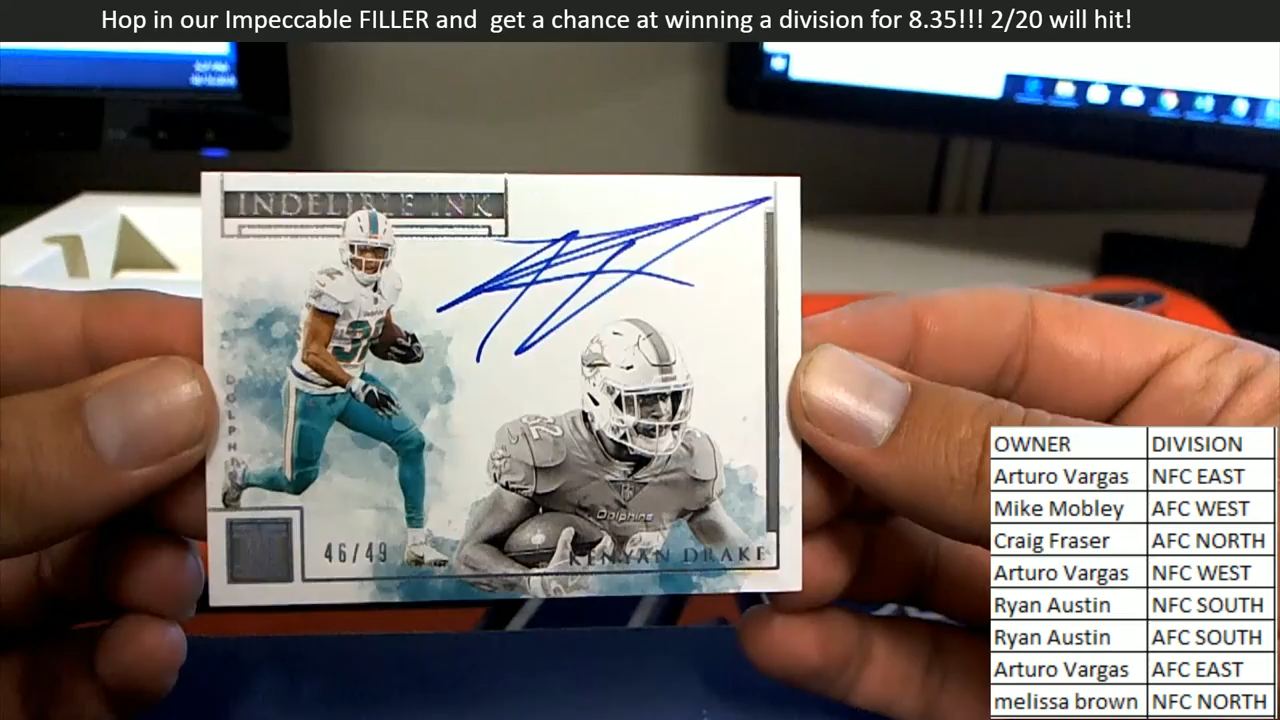 Hop in our Impeccable FILLER and  get a chance at winning a division for 8.35!!! 2/20 will hit!
INDELIBLE INK
DOLPHINS
32
32
Dolphins
46/49
KENYAN DRAKE
OWNER DIVISION
Arturo Vargas NFC EAST
Mike Mobley AFC WEST
Craig Fraser AFC NORTH
Arturo Vargas NFC WEST
Ryan Austin NFC SOUTH
Ryan Austin AFC SOUTH
Arturo Vargas AFC EAST
melissa brown NFC NORTH